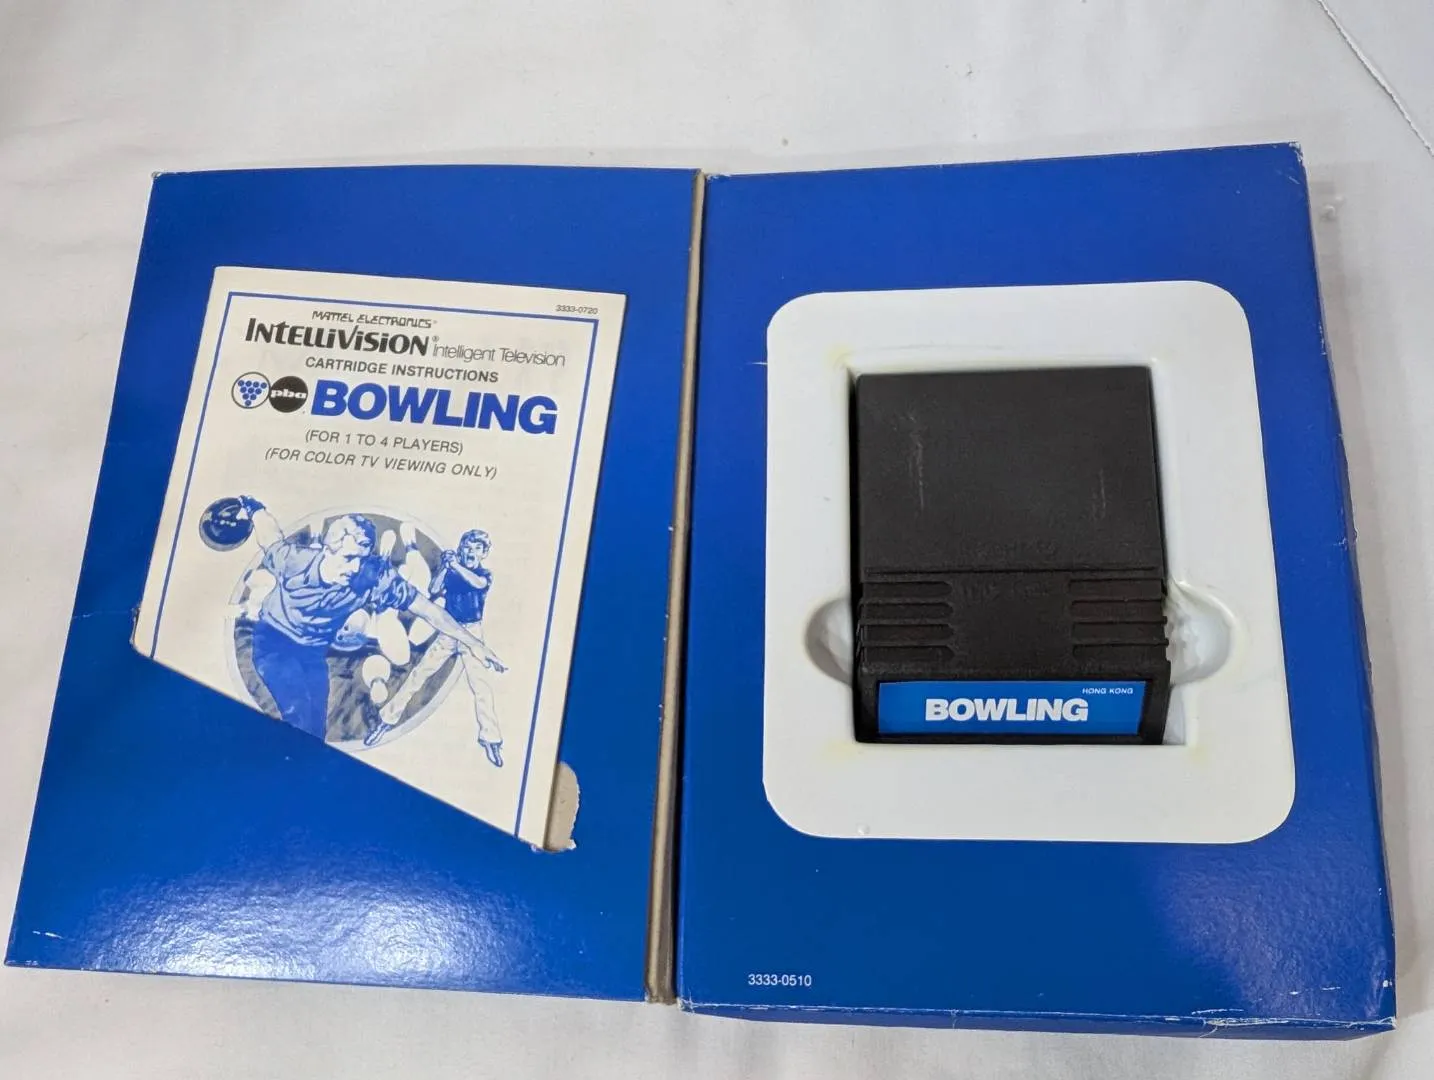 3333-0720
MATTEL ELECTRONICS®
INTELLIVISION® Intelligent Television
CARTRIDGE INSTRUCTIONS
pba BOWLING
(FOR 1 TO 4 PLAYERS)
(FOR COLOR TV VIEWING ONLY)
HONG KONG
BOWLING
3333-0510